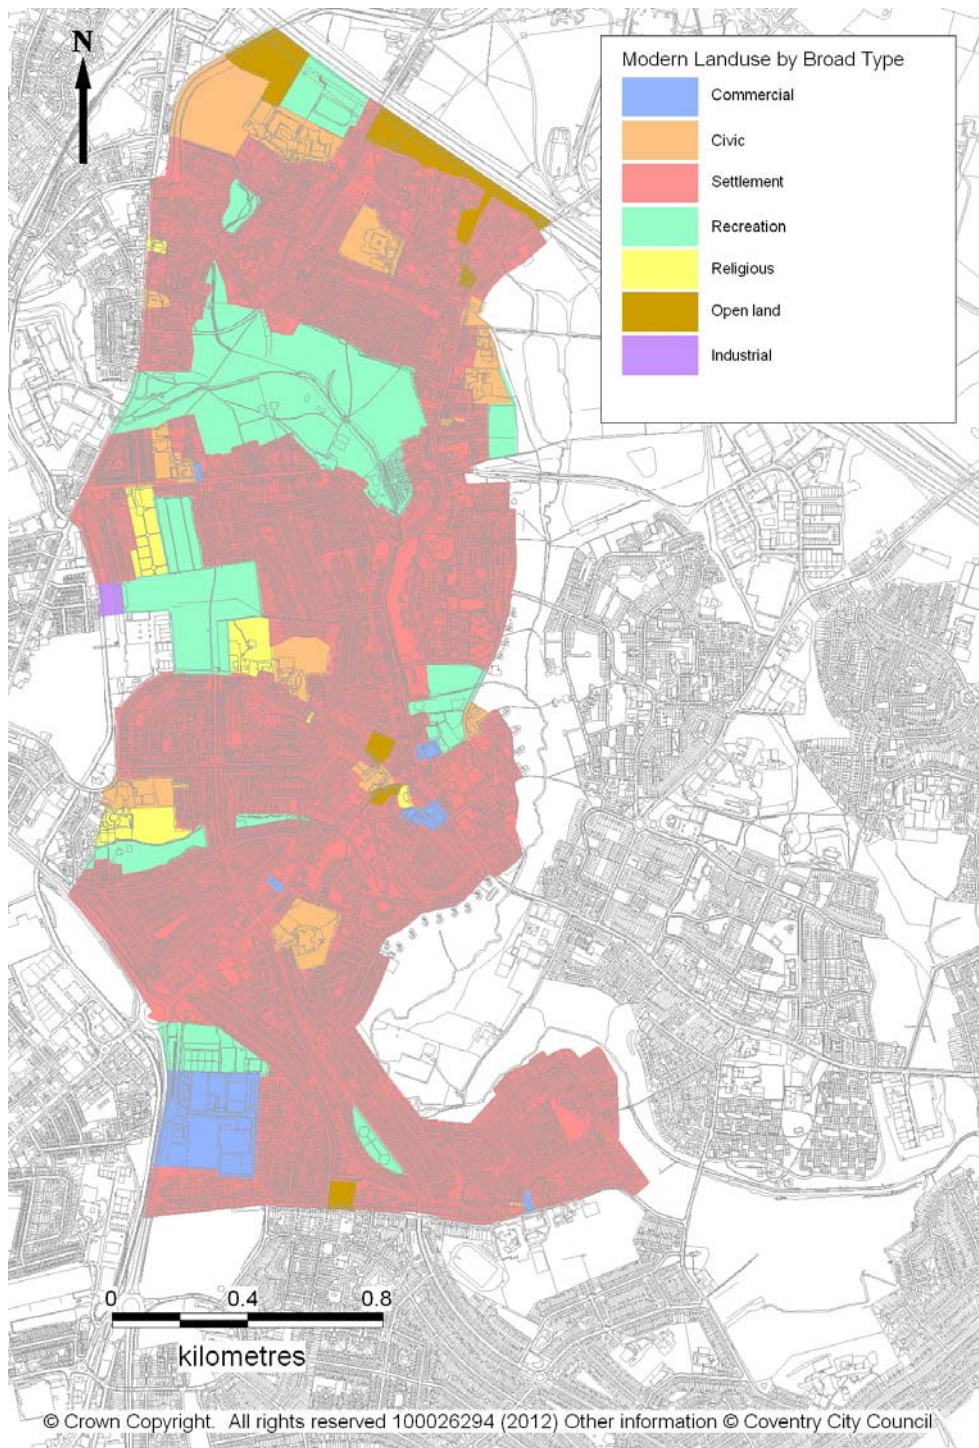 N
Modern Landuse by Broad Type
Commercial
Civic
Settlement
Recreation
Religious
Open land
Industrial
0 0.4 0.8
kilometres
© Crown Copyright. All rights reserved 100026294 (2012) Other information © Coventry City Council